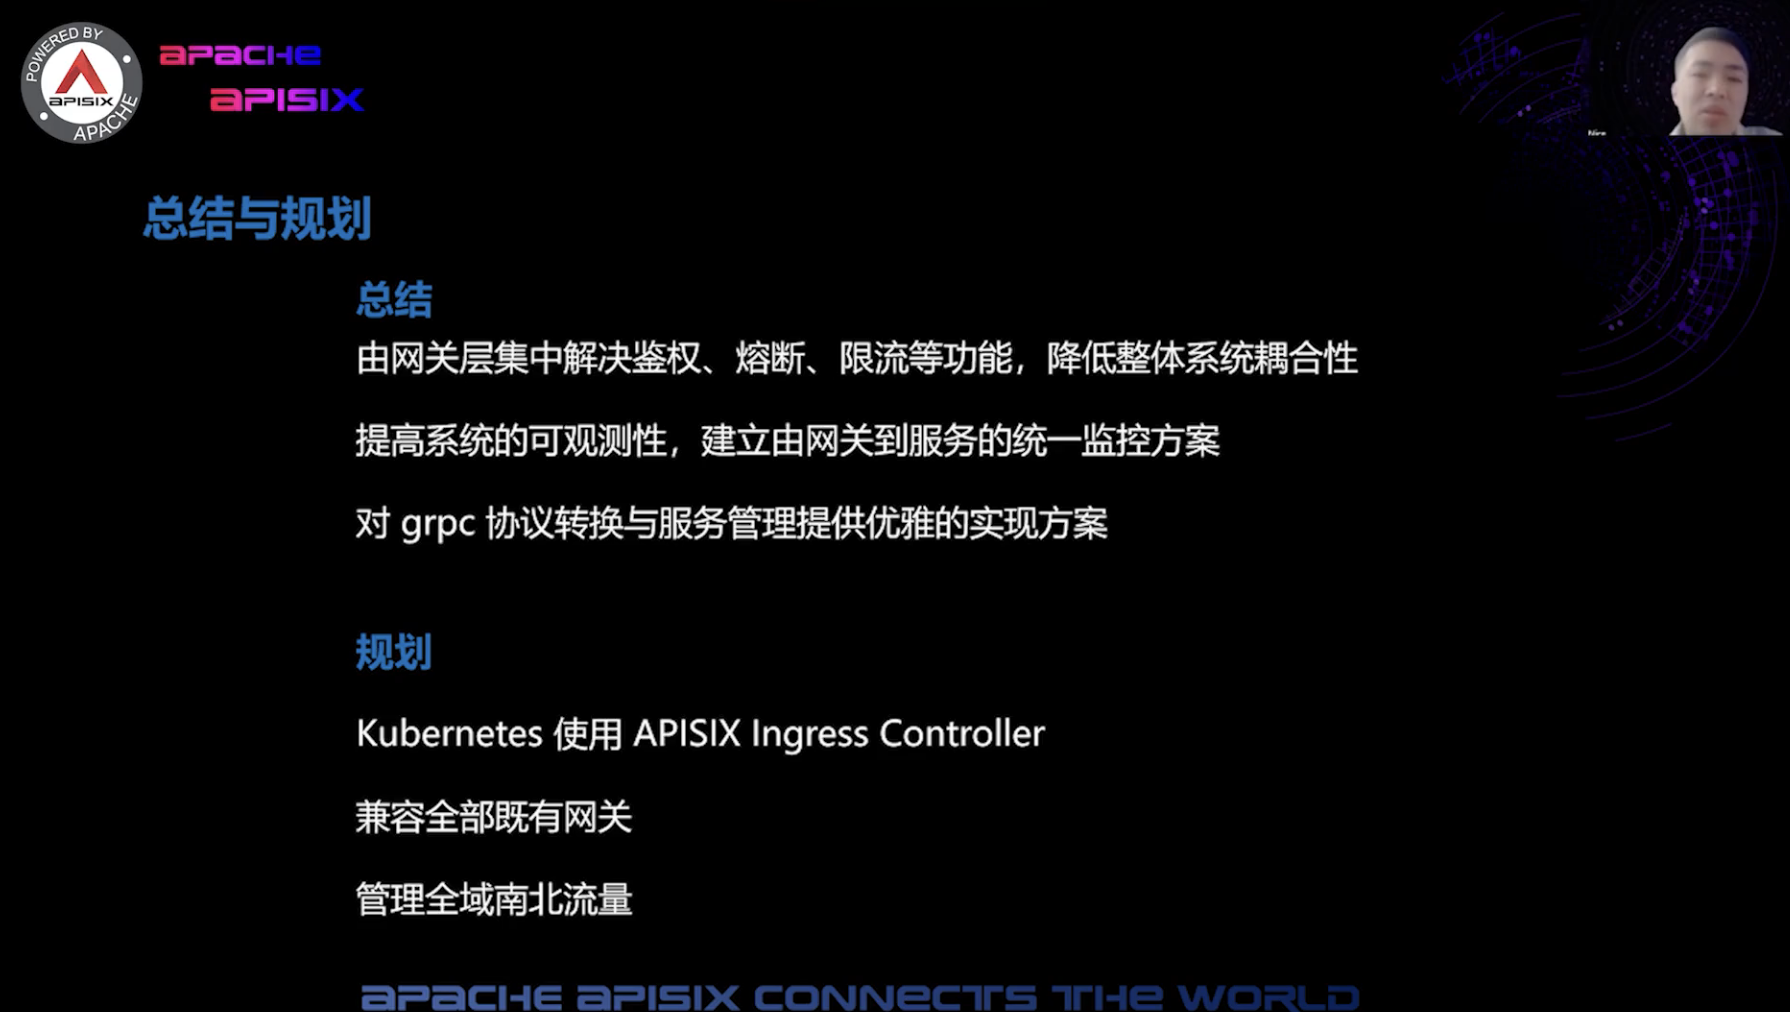 POWERED BY
APISIX
APACHE
APACHE
APISIX
总结与规划
总结
由网关层集中解决鉴权、熔断、限流等功能，降低整体系统耦合性
提高系统的可观测性，建立由网关到服务的统一监控方案
对 grpc 协议转换与服务管理提供优雅的实现方案
规划
Kubernetes 使用 APISIX Ingress Controller
兼容全部既有网关
管理全域南北流量
APACHE APISIX CONNECTS THE WORLD